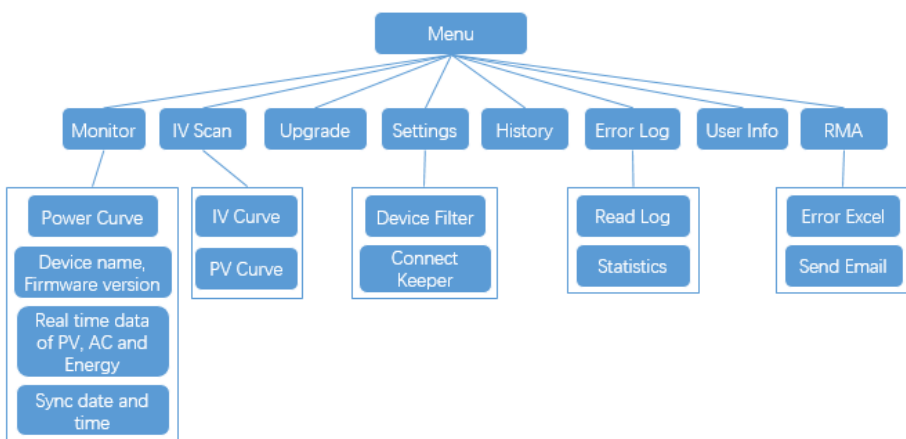 Menu
Monitor
IV Scan
Upgrade
Settings
History
Error Log
User Info
RMA
Power Curve
Device name,
Firmware version
Real time data
of PV, AC and
Energy
Sync date and
time
IV Curve
PV Curve
Device Filter
Connect
Keeper
Read Log
Statistics
Error Excel
Send Email